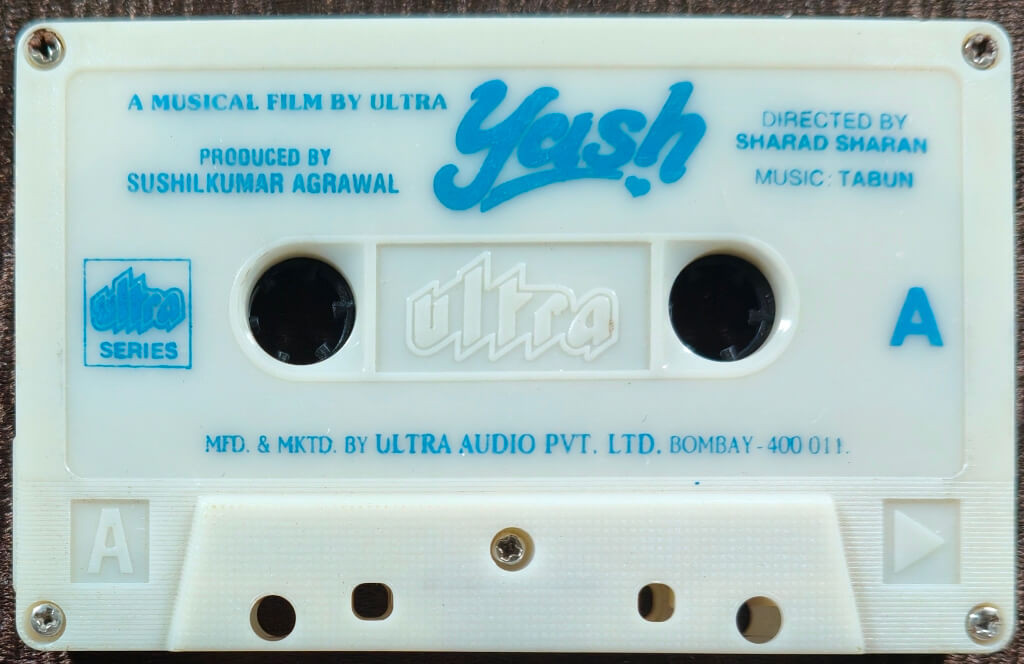 A MUSICAL FILM BY ULTRA
yash
PRODUCED BY
SUSHILKUMAR AGRAWAL
DIRECTED BY
SHARAD SHARAN
MUSIC: TABUN
ultra
SERIES
ultra
A
MFD. & MKTD. BY ULTRA AUDIO PVT. LTD. BOMBAY - 400 011.
A